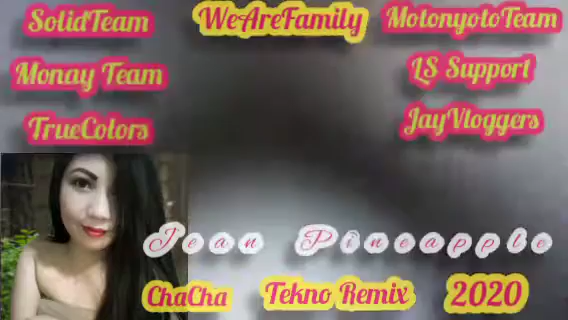 SolidTeam WeAreFamily MotonyotoTeam
Monay Team LS Support
TrueColors JayVloggers
Jean Pineapple
ChaCha Tekno Remix 2020